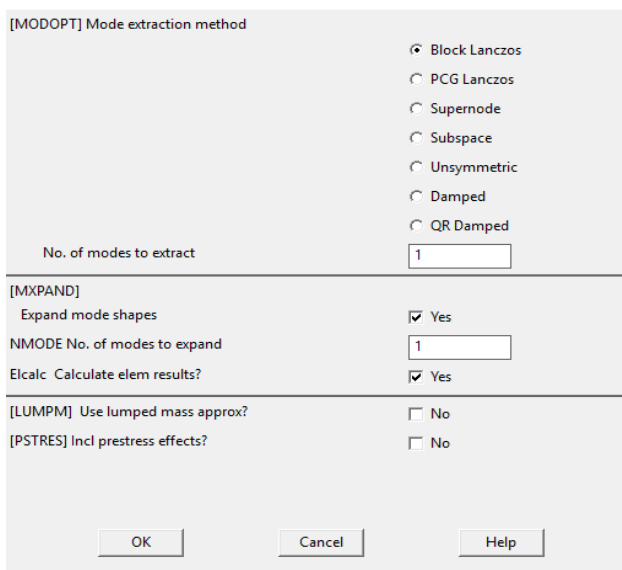 [MODOPT] Mode extraction method
Block Lanczos
PCG Lanczos
Supernode
Subspace
Unsymmetric
Damped
QR Damped
No. of modes to extract 1
[MXPAND]
Expand mode shapes Yes
NMODE No. of modes to expand 1
Elcalc Calculate elem results? Yes
[LUMPM] Use lumped mass approx? No
[PSTRES] Incl prestress effects? No
OK Cancel Help